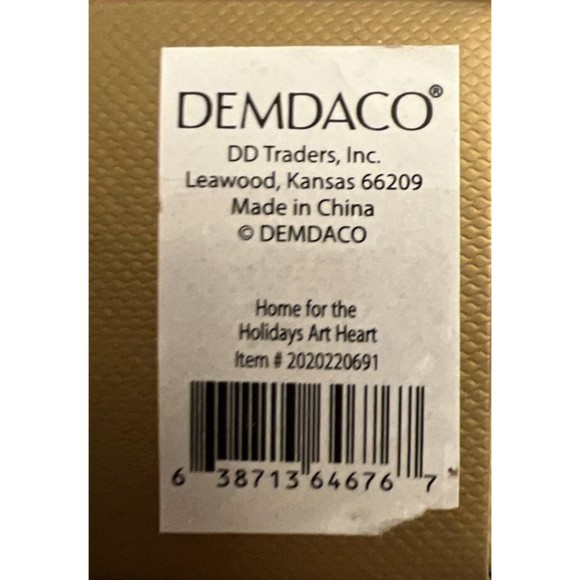 DEMDACO®
DD Traders, Inc.
Leawood, Kansas 66209
Made in China
© DEMDACO
Home for the
Holidays Art Heart
Item # 2020220691
6 38713 64676 7